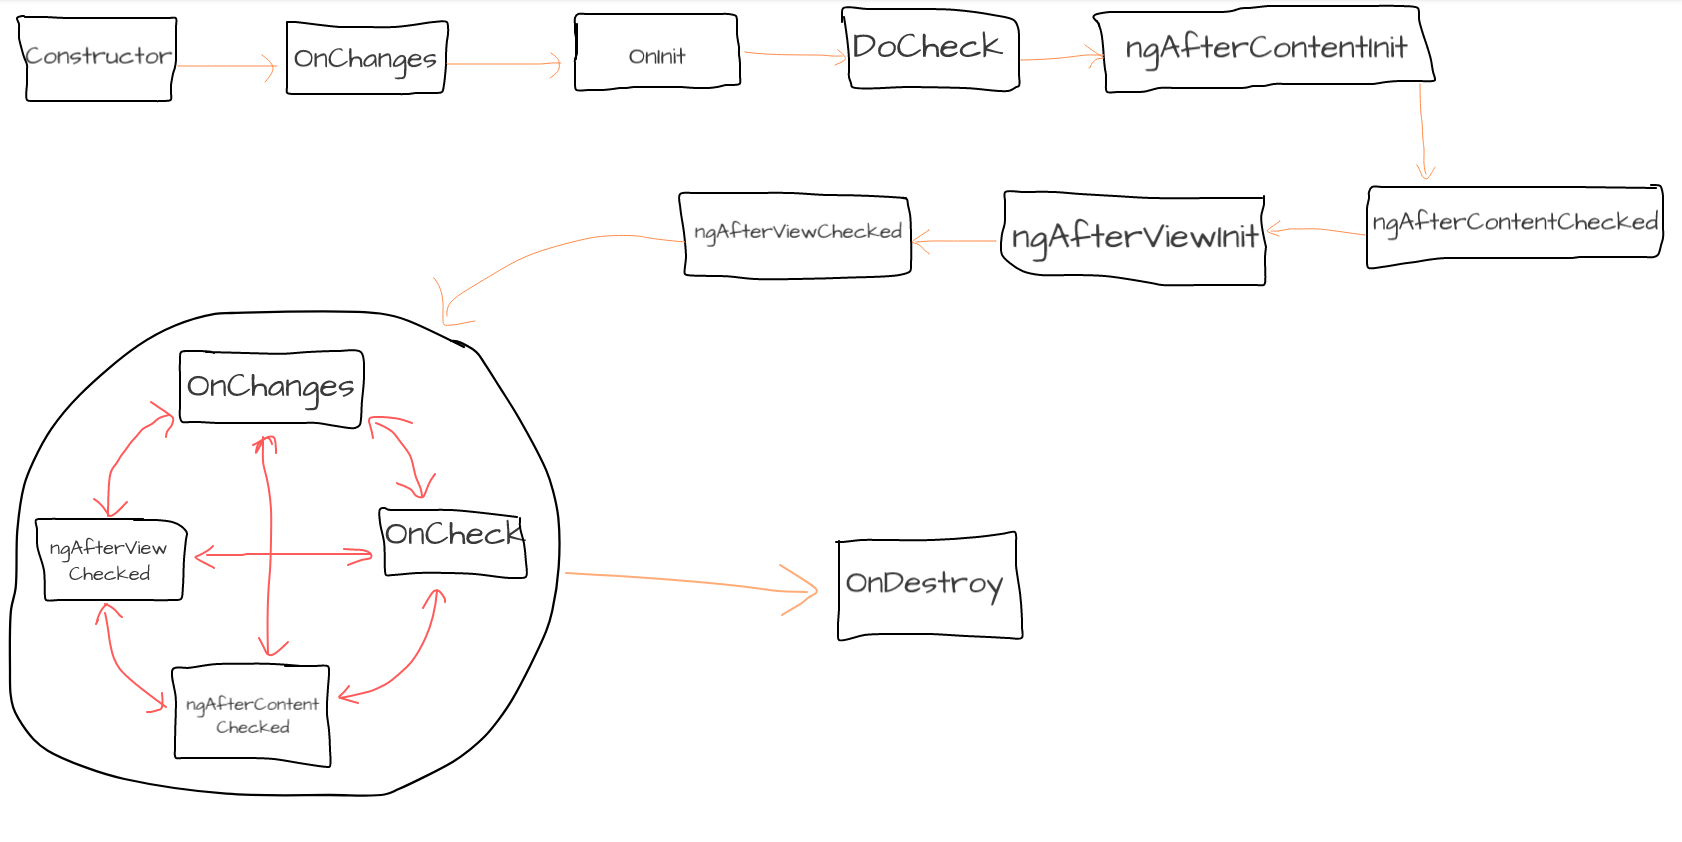 Constructor
OnChanges
OnInit
DoCheck
ngAfterContentInit
ngAfterContentChecked
ngAfterViewInit
ngAfterViewChecked
OnChanges
OnCheck
ngAfterView
Checked
ngAfterContent
Checked
OnDestroy